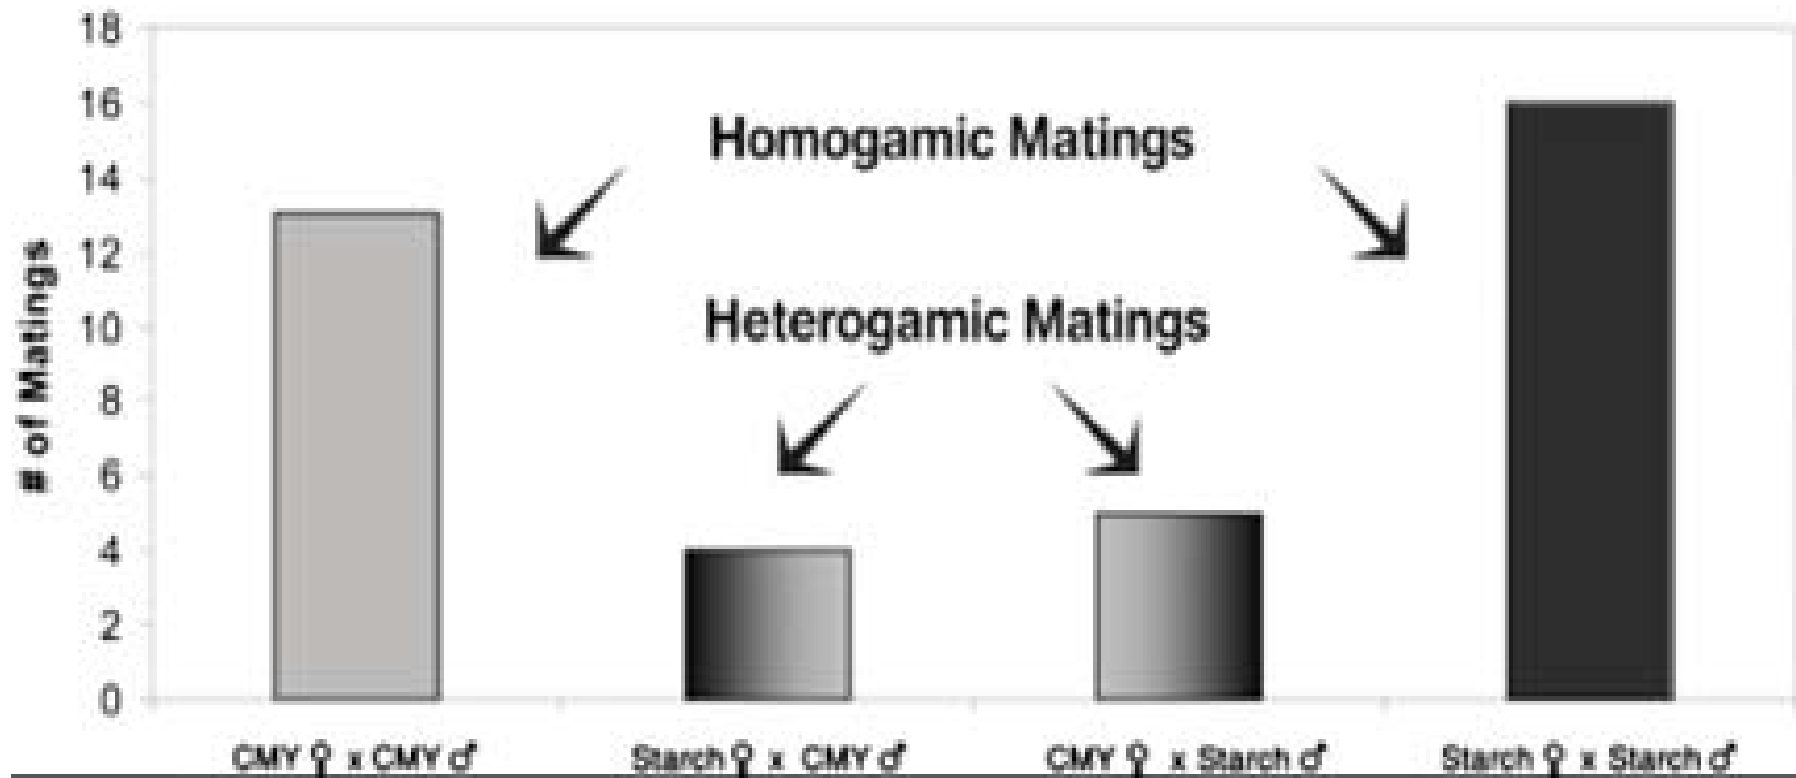 18
16
14
12
10
8
6
4
2
0
# of Matings
Homogamic Matings
Heterogamic Matings
CMY ♀ x CMY ♂
Starch ♀ x CMY ♂
CMY ♀ x Starch ♂
Starch ♀ x Starch ♂